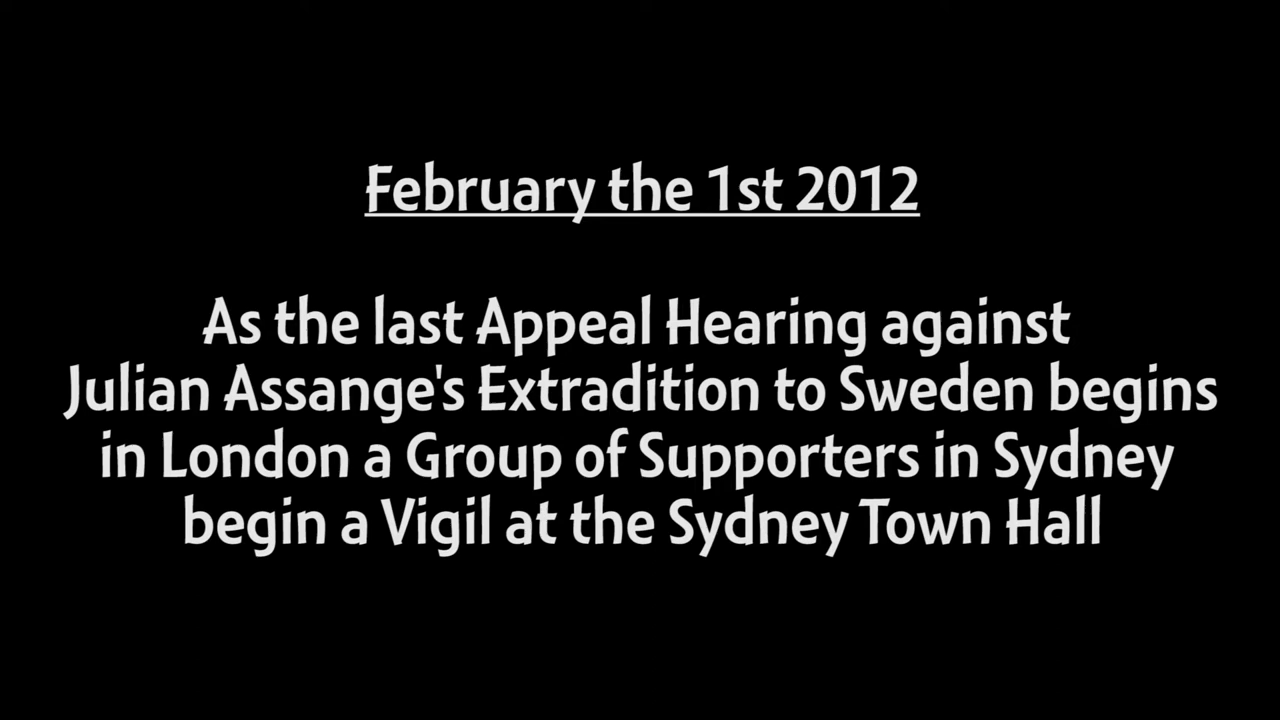 February the 1st 2012
As the last Appeal Hearing against
Julian Assange's Extradition to Sweden begins
in London a Group of Supporters in Sydney
begin a Vigil at the Sydney Town Hall